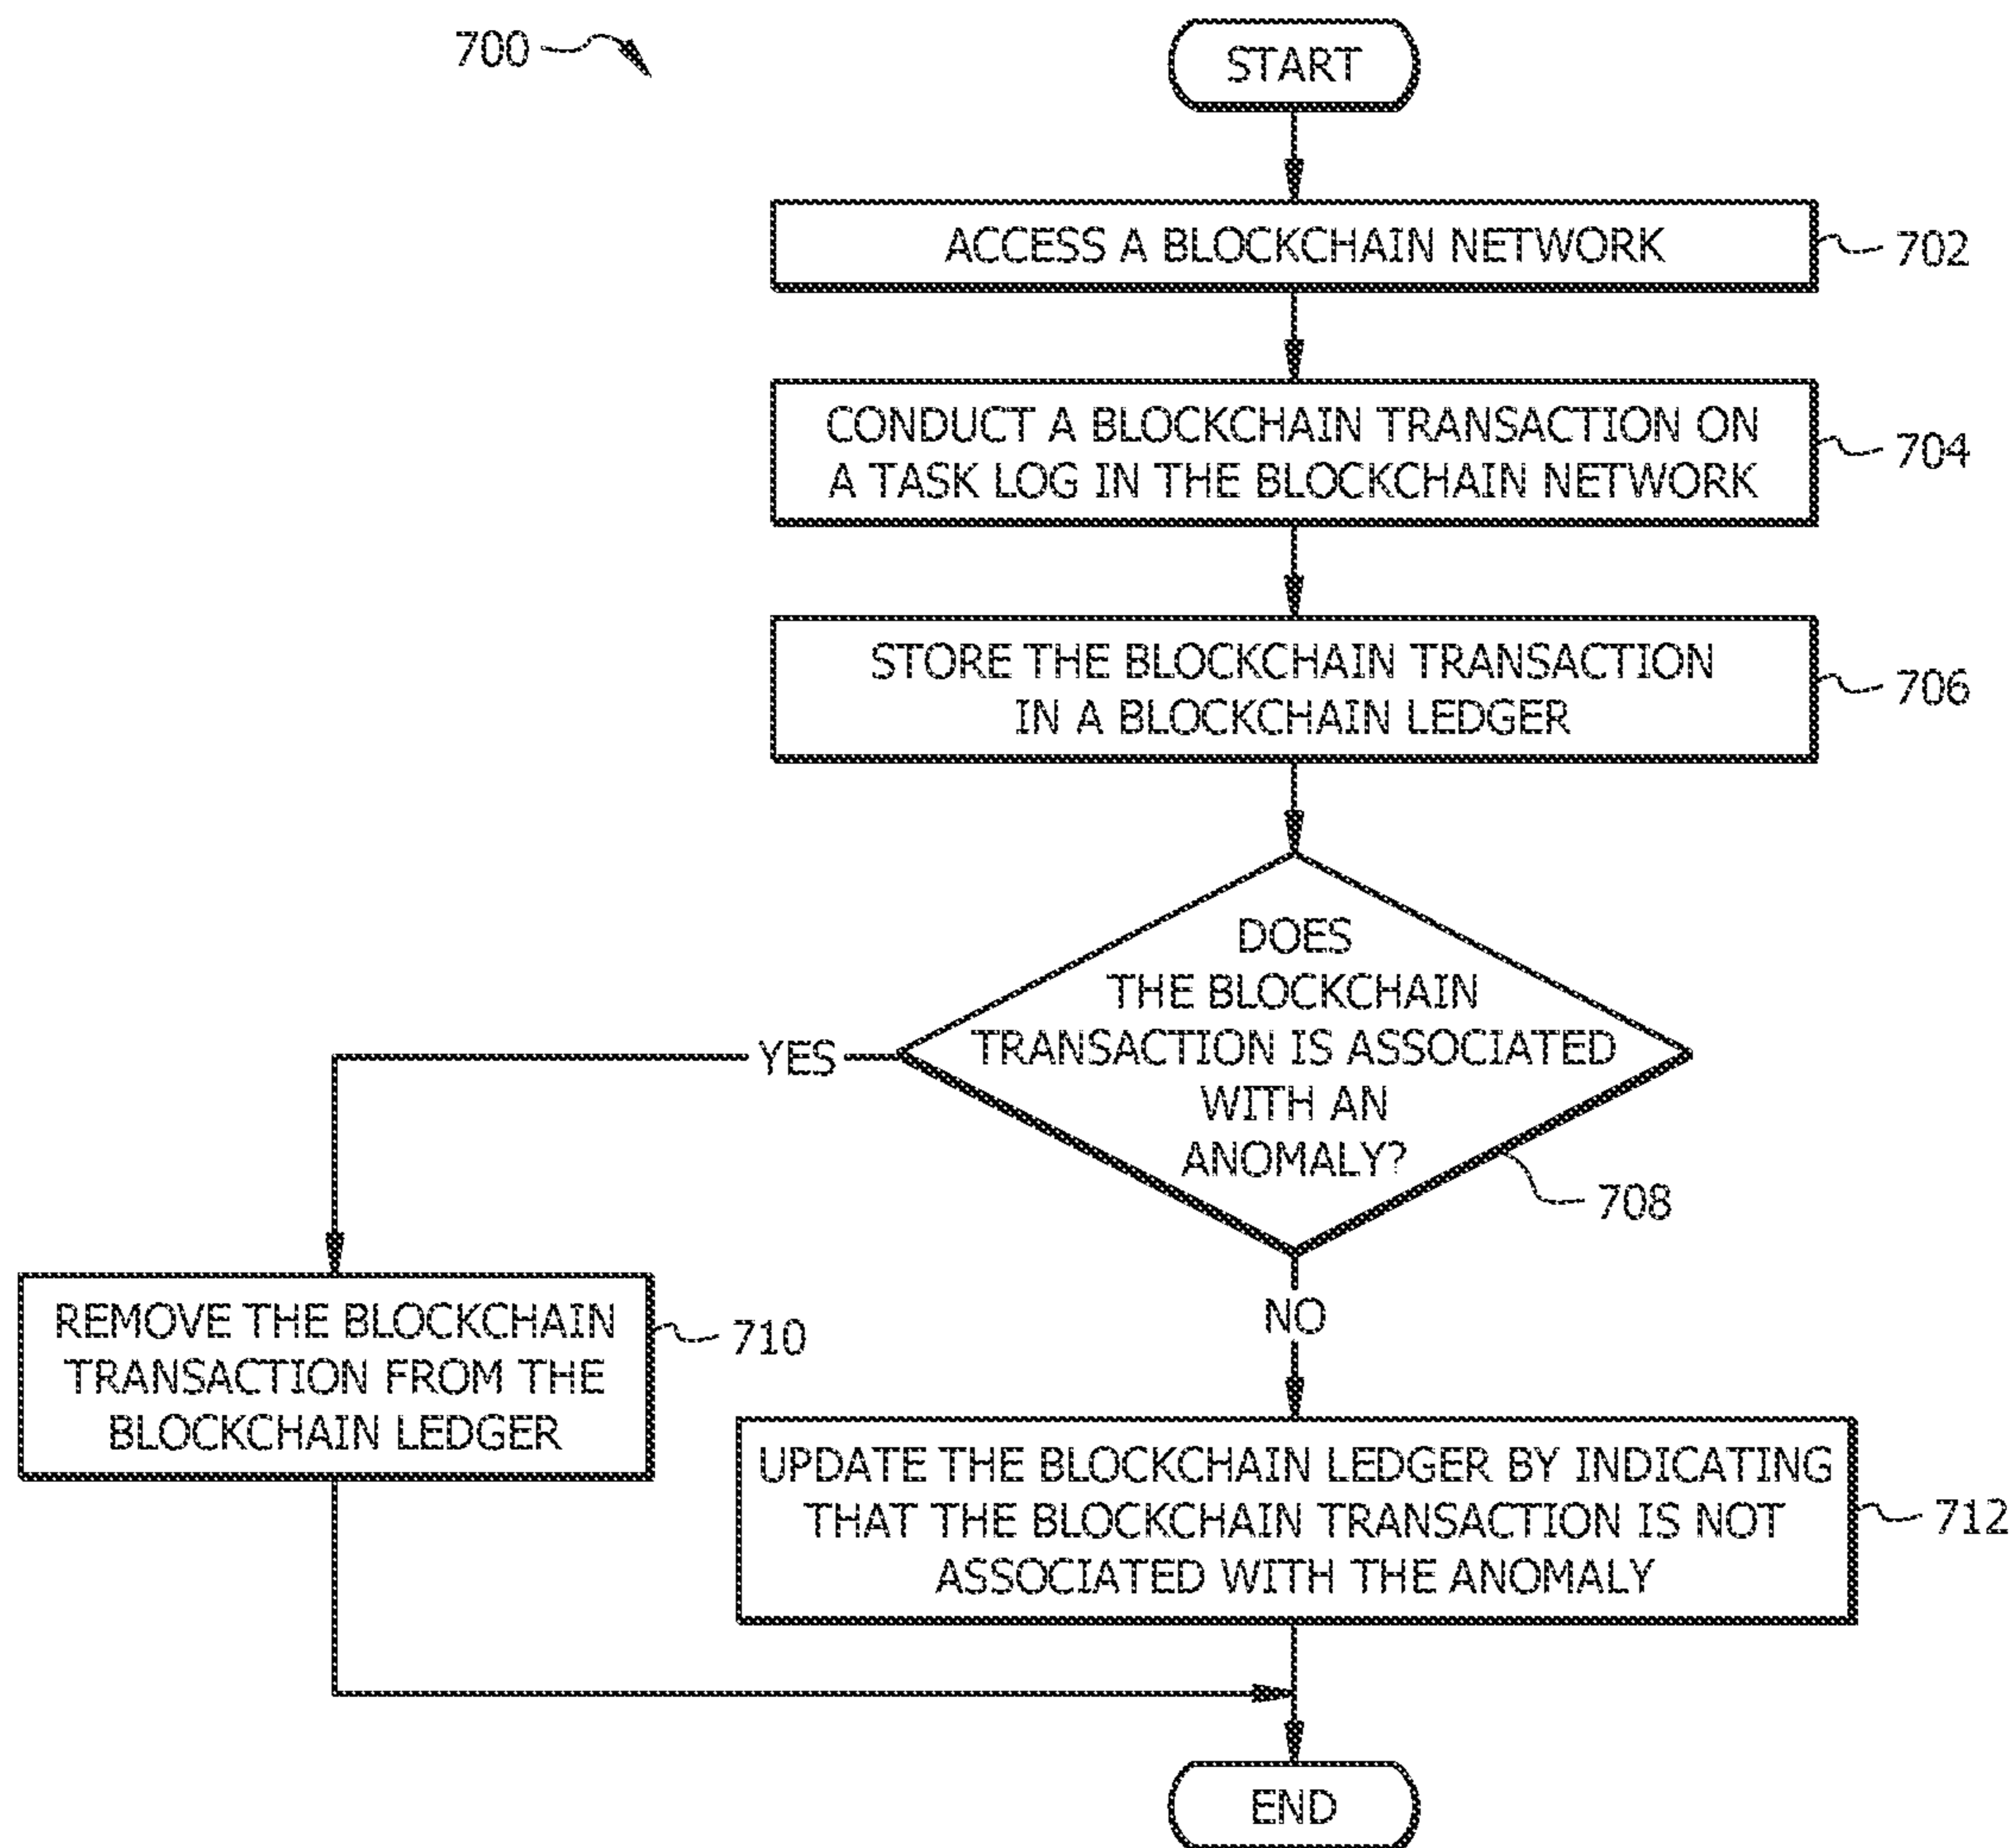 700
START
ACCESS A BLOCKCHAIN NETWORK
702
CONDUCT A BLOCKCHAIN TRANSACTION ON
A TASK LOG IN THE BLOCKCHAIN NETWORK
704
STORE THE BLOCKCHAIN TRANSACTION
IN A BLOCKCHAIN LEDGER
706
DOES
THE BLOCKCHAIN
TRANSACTION IS ASSOCIATED
WITH AN
ANOMALY?
708
YES
REMOVE THE BLOCKCHAIN
TRANSACTION FROM THE
BLOCKCHAIN LEDGER
710
NO
UPDATE THE BLOCKCHAIN LEDGER BY INDICATING
THAT THE BLOCKCHAIN TRANSACTION IS NOT
ASSOCIATED WITH THE ANOMALY
712
END